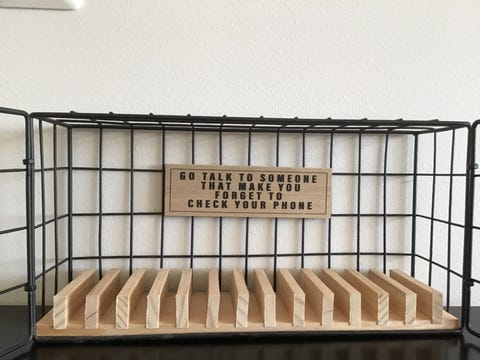 GO TALK TO SOMEONE
THAT MAKE YOU
FORGET TO
CHECK YOUR PHONE